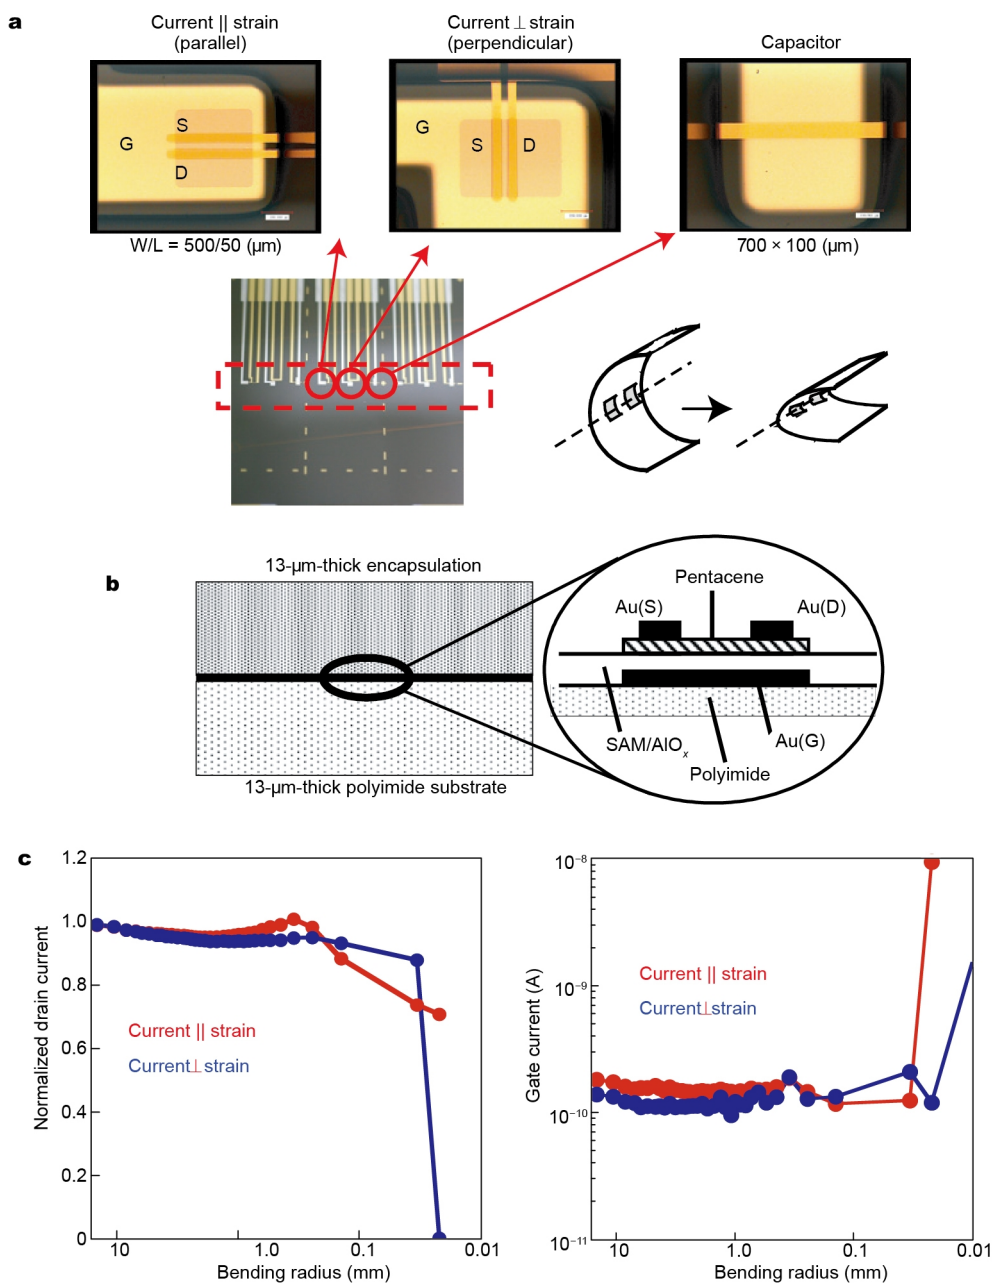 a
Current || strain
(parallel)
Current ⊥ strain
(perpendicular)
Capacitor
G
S
D
G
S
D
W/L = 500/50 (µm)
700 × 100 (µm)
b
13-µm-thick encapsulation
Pentacene
Au(S)
Au(D)
SAM/AlOₓ
Au(G)
Polyimide
13-µm-thick polyimide substrate
c
1.2
1.0
0.8
0.6
0.4
0.2
0
Normalized drain current
Current || strain
Current⊥ strain
10
1.0
0.1
0.01
Bending radius (mm)
10⁻⁸
10⁻⁹
10⁻¹⁰
10⁻¹¹
Gate current (A)
Current || strain
Current⊥strain
10
1.0
0.1
0.01
Bending radius (mm)